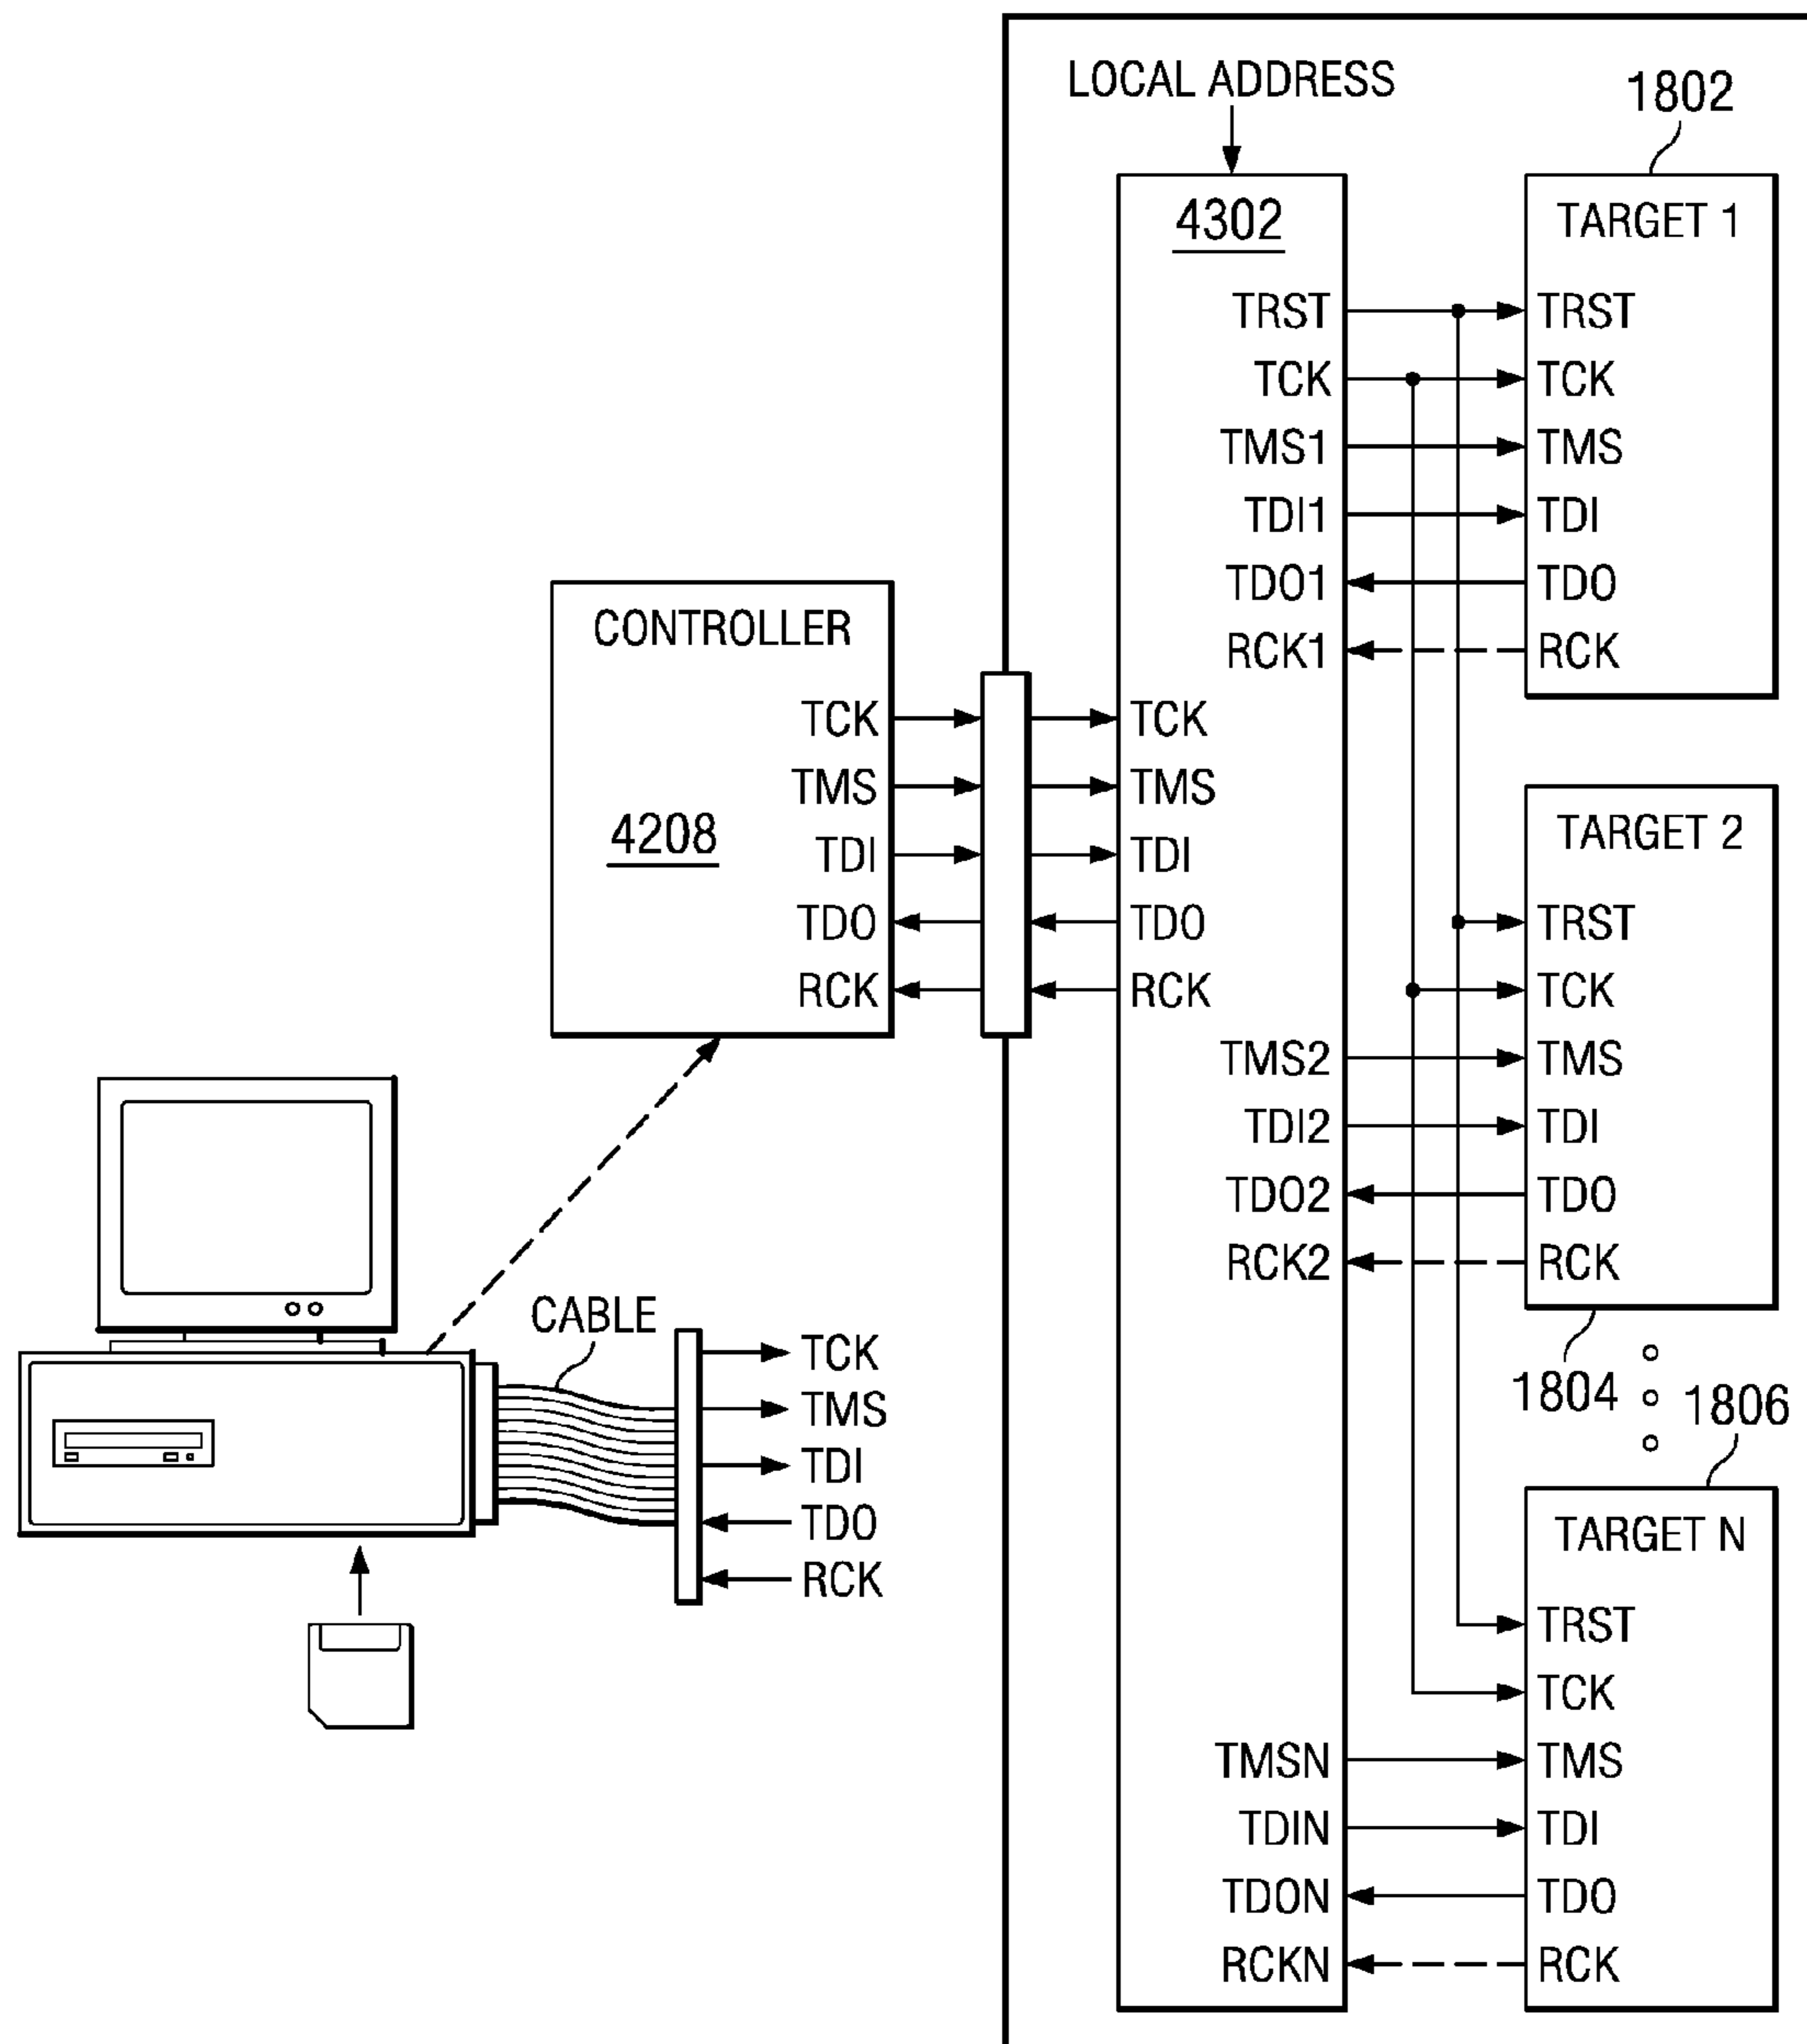 LOCAL ADDRESS
4302
TRST
TCK
TMS1
TDI1
TDO1
RCK1
TCK
TMS
TDI
TDO
RCK
TMS2
TDI2
TDO2
RCK2
TMSN
TDIN
TDON
RCKN
1802
TARGET 1
TRST
TCK
TMS
TDI
TDO
RCK
TARGET 2
TRST
TCK
TMS
TDI
TDO
RCK
1804
1806
TARGET N
TRST
TCK
TMS
TDI
TDO
RCK
CONTROLLER
4208
TCK
TMS
TDI
TDO
RCK
CABLE
TCK
TMS
TDI
TDO
RCK